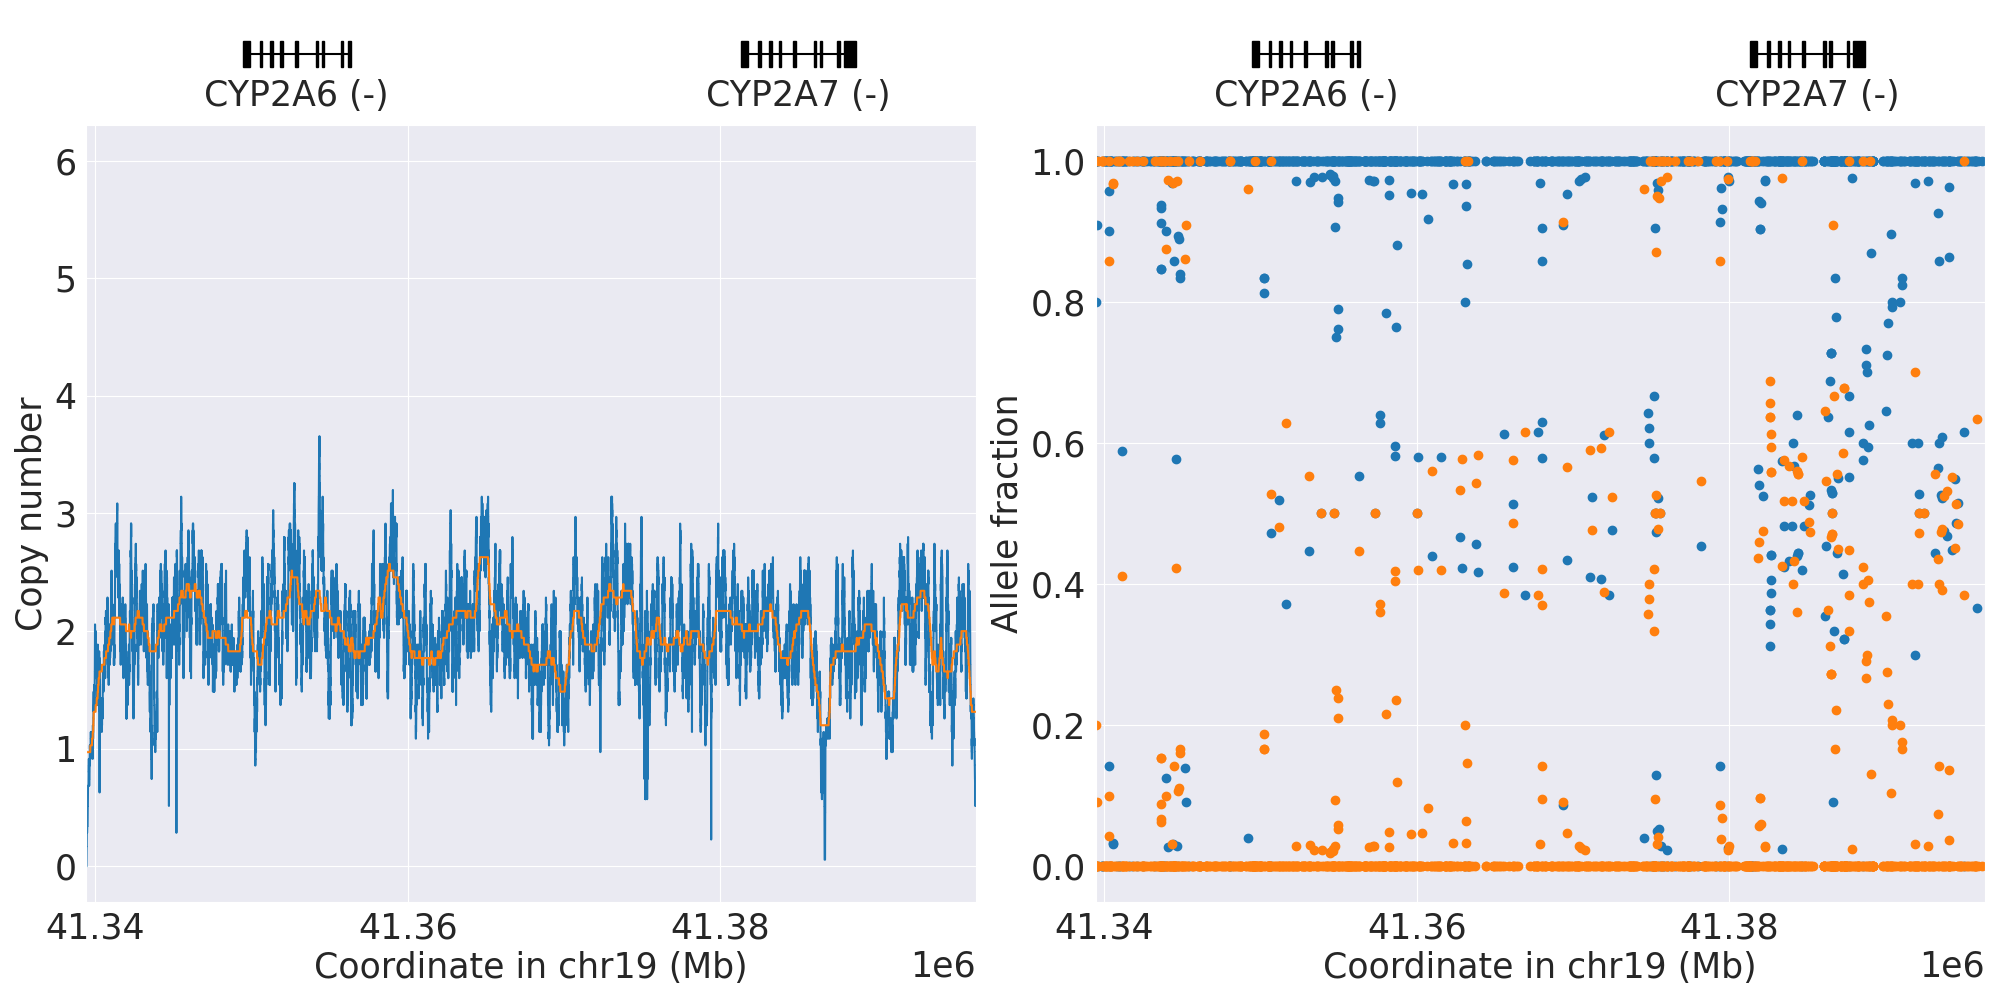 CYP2A6 (-)
CYP2A7 (-)
Copy number
6
5
4
3
2
1
0
41.34
41.36
41.38
Coordinate in chr19 (Mb)
1e6
CYP2A6 (-)
CYP2A7 (-)
Allele fraction
1.0
0.8
0.6
0.4
0.2
0.0
41.34
41.36
41.38
Coordinate in chr19 (Mb)
1e6